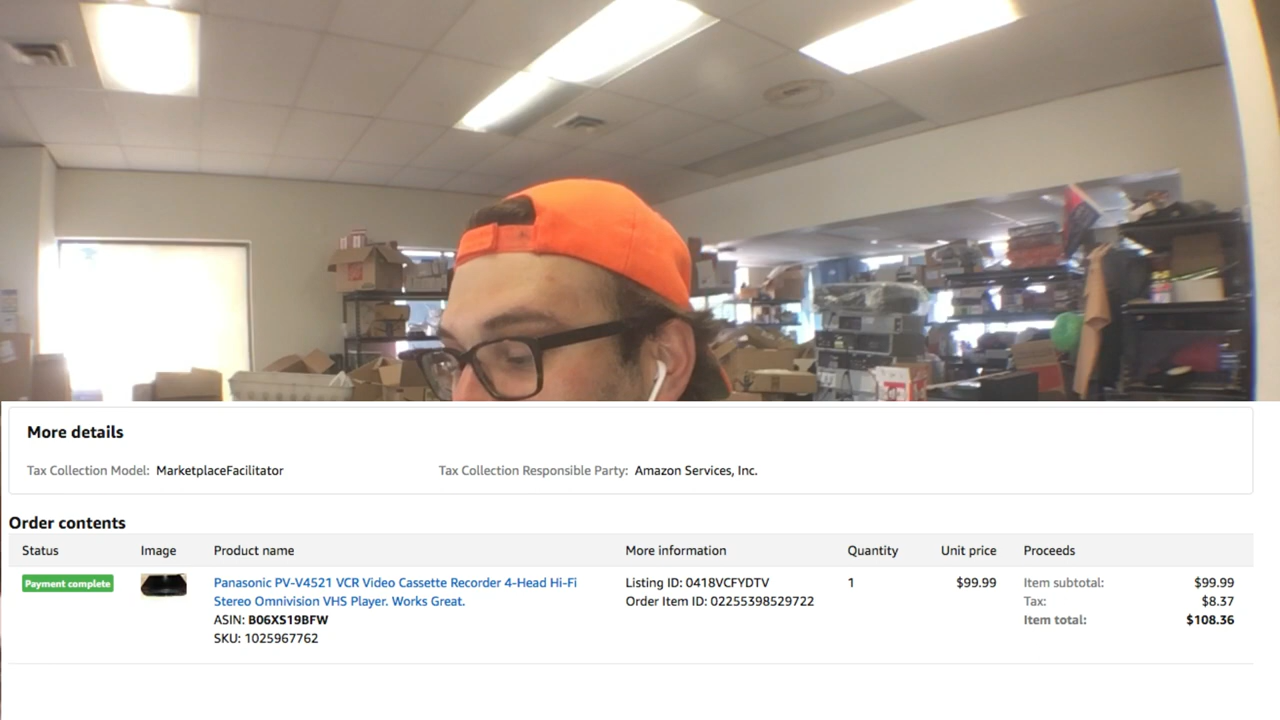 More details
Tax Collection Model: MarketplaceFacilitator Tax Collection Responsible Party: Amazon Services, Inc.
Order contents
Status Image Product name More information Quantity Unit price Proceeds
Payment complete Panasonic PV-V4521 VCR Video Cassette Recorder 4-Head Hi-Fi Listing ID: 0418VCFYDTV 1 $99.99 Item subtotal: $99.99
Stereo Omnivision VHS Player. Works Great. Order Item ID: 02255398529722 Tax: $8.37
ASIN: B06XS19BFW Item total: $108.36
SKU: 1025967762